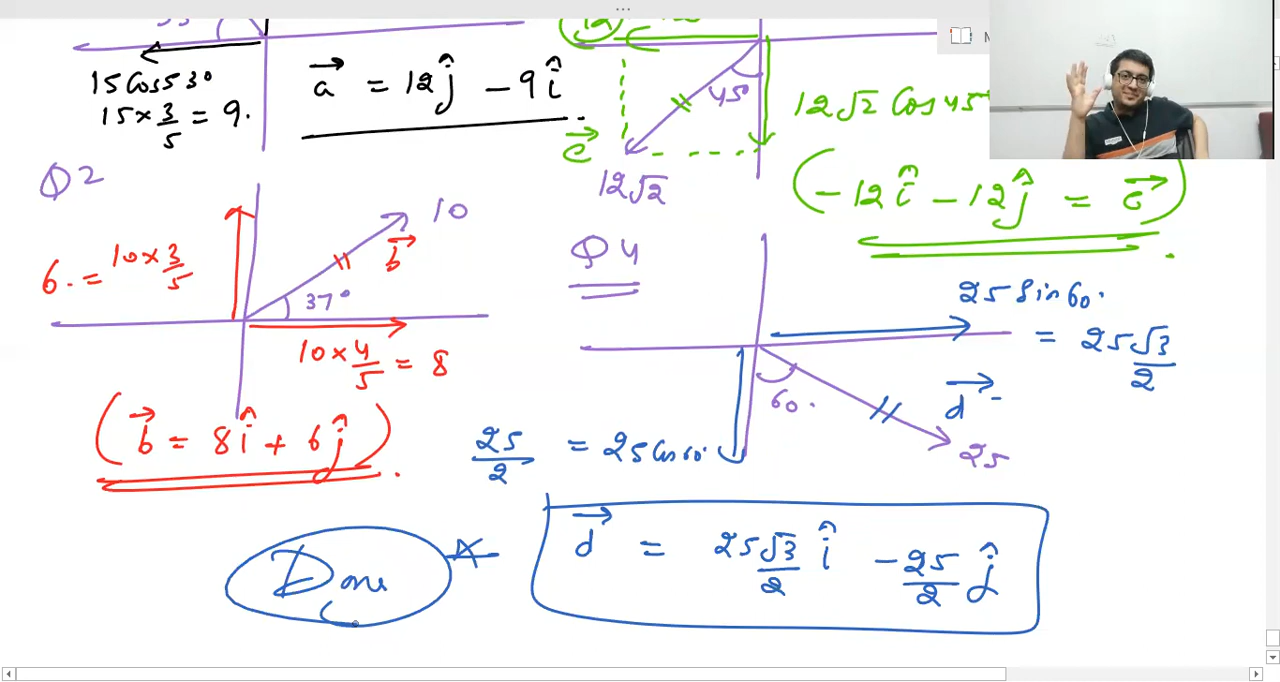 15 Cos 53°
15 × 3/5 = 9.
a⃗ = 12ĵ - 9î
12
45°
12√2 Cos 45°
c⃗
12√2
(-12î - 12ĵ = c⃗)
Q2
10
b⃗
6. = 10 × 3/5
37°
10 × 4/5 = 8
(b⃗ = 8î + 6ĵ).
Q4
25 Sin 60°
= 25√3/2
60.
d⃗
25
25/2 = 25 Cos 60.
d⃗ = 25√3/2 î - 25/2 ĵ
Done